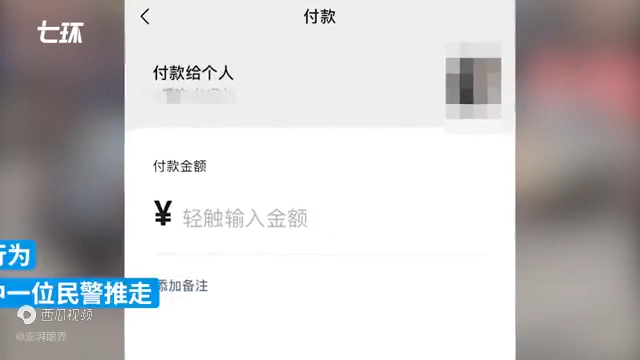 七环
付款
付款给个人
付款金额
¥ 轻触输入金额
添加备注
行为
中一位民警推走
西瓜视频
@澎湃眼界